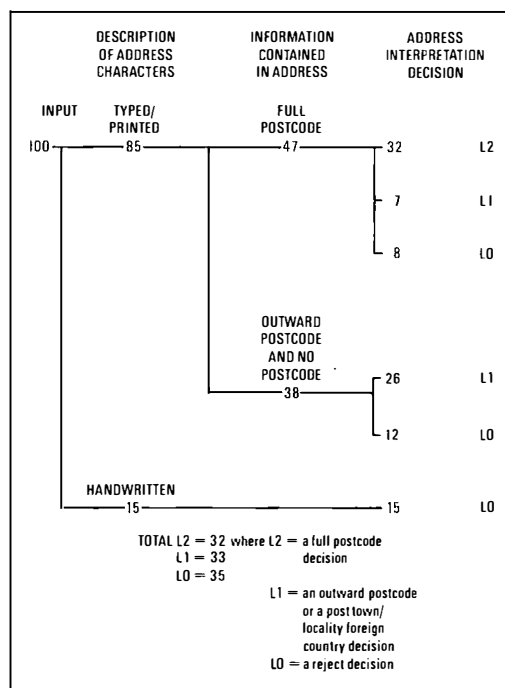 DESCRIPTION OF ADDRESS CHARACTERS
INFORMATION CONTAINED IN ADDRESS
ADDRESS INTERPRETATION DECISION
INPUT
TYPED/ PRINTED
FULL POSTCODE
100 85 47 32 L2
7 L1
8 L0
OUTWARD
POSTCODE
AND NO
POSTCODE
38 26 L1
12 L0
HANDWRITTEN
15 15 L0
TOTAL L2 = 32 where L2 = a full postcode
L1 = 33 decision
L0 = 35
L1 = an outward postcode
or a post town/
locality foreign
country decision
L0 = a reject decision